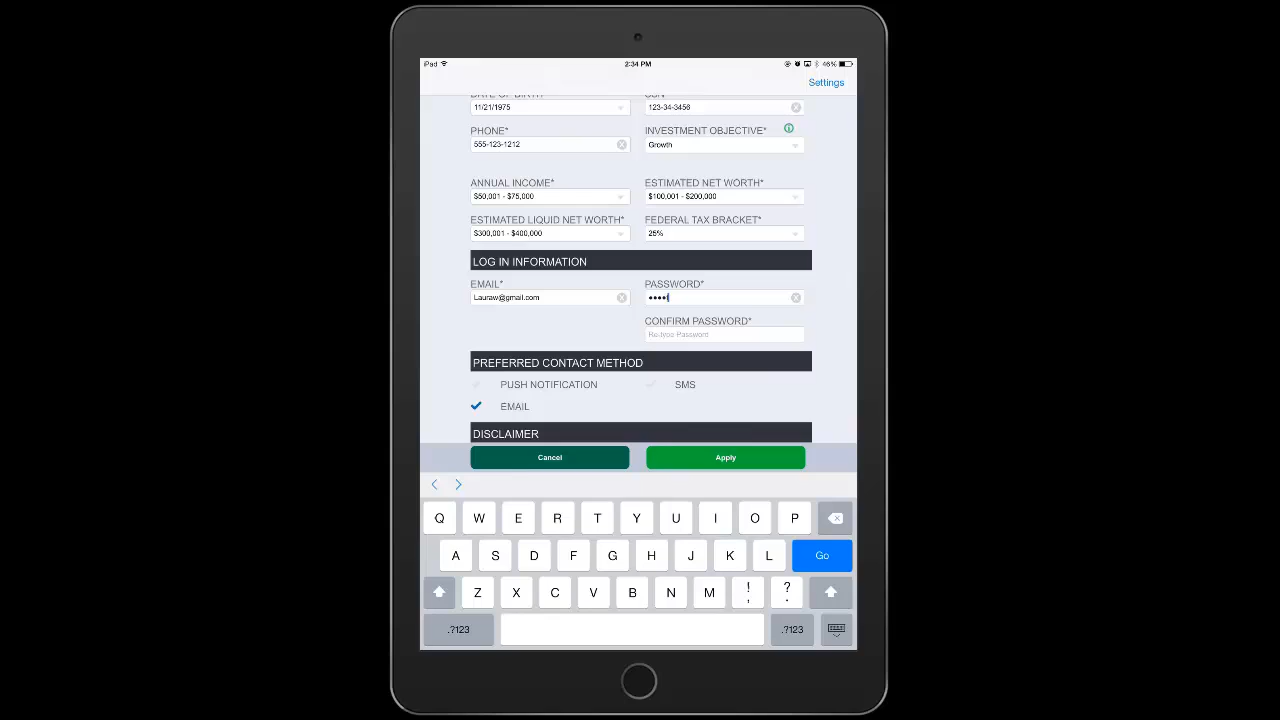 iPad 2:34 PM 46%
Settings
DATE OF BIRTH* SSN*
11/21/1975 123-34-3456
PHONE* INVESTMENT OBJECTIVE*
555-123-1212 Growth
ANNUAL INCOME* ESTIMATED NET WORTH*
$50,001 - $75,000 $100,001 - $200,000
ESTIMATED LIQUID NET WORTH* FEDERAL TAX BRACKET*
$300,001 - $400,000 25%
LOG IN INFORMATION
EMAIL* PASSWORD*
Lauraw@gmail.com ••••
CONFIRM PASSWORD*
Re-type Password
PREFERRED CONTACT METHOD
PUSH NOTIFICATION SMS
EMAIL
DISCLAIMER
Cancel Apply
Q W E R T Y U I O P
A S D F G H J K L Go
Z X C V B N M ! , ? .
.?123 .?123